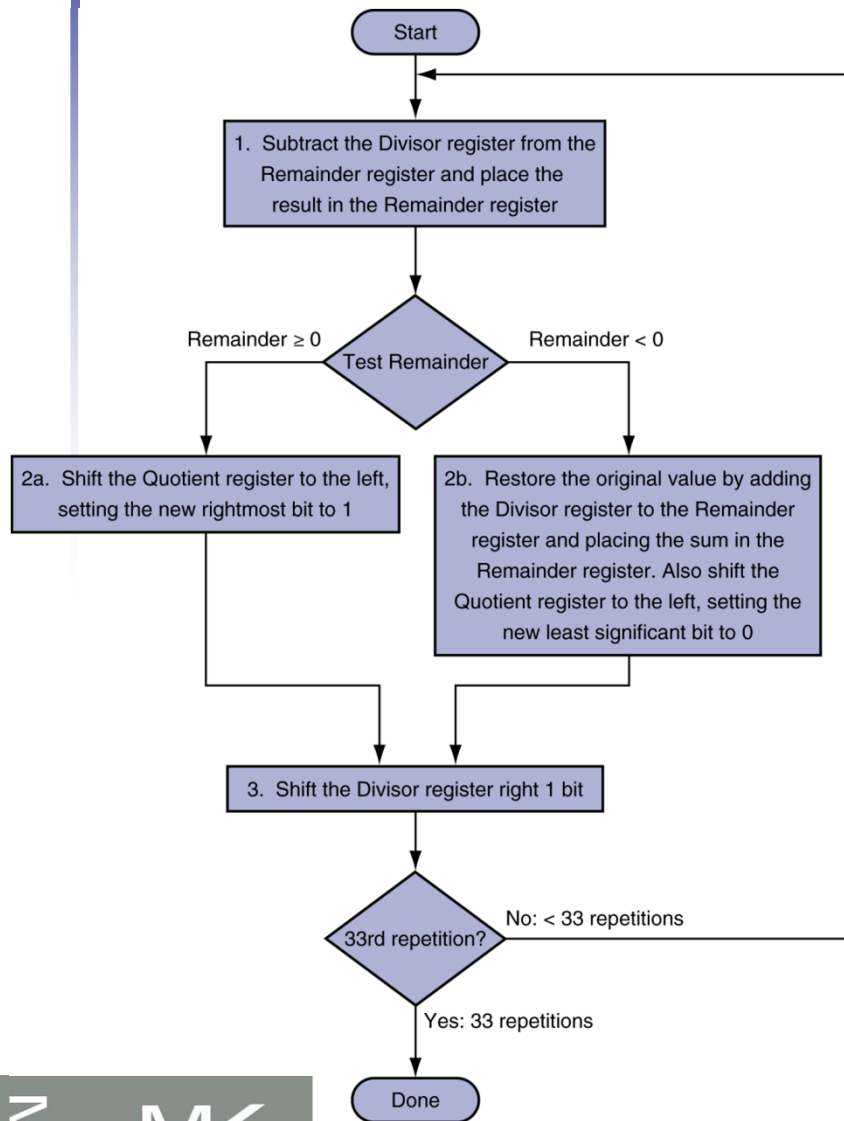 Start
1. Subtract the Divisor register from the
Remainder register and place the
result in the Remainder register
Remainder ≥ 0
Test Remainder
Remainder < 0
2a. Shift the Quotient register to the left,
setting the new rightmost bit to 1
2b. Restore the original value by adding
the Divisor register to the Remainder
register and placing the sum in the
Remainder register. Also shift the
Quotient register to the left, setting the
new least significant bit to 0
3. Shift the Divisor register right 1 bit
33rd repetition?
No: < 33 repetitions
Yes: 33 repetitions
Done